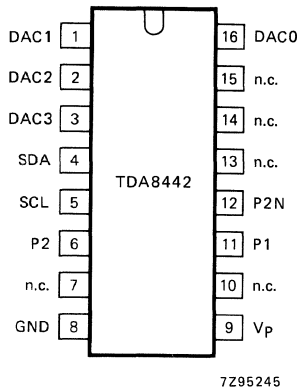 DAC1 1 16 DAC0
DAC2 2 15 n.c.
DAC3 3 14 n.c.
SDA 4 13 n.c.
TDA8442
SCL 5 12 P2N
P2 6 11 P1
n.c. 7 10 n.c.
GND 8 9 Vp
7Z95245